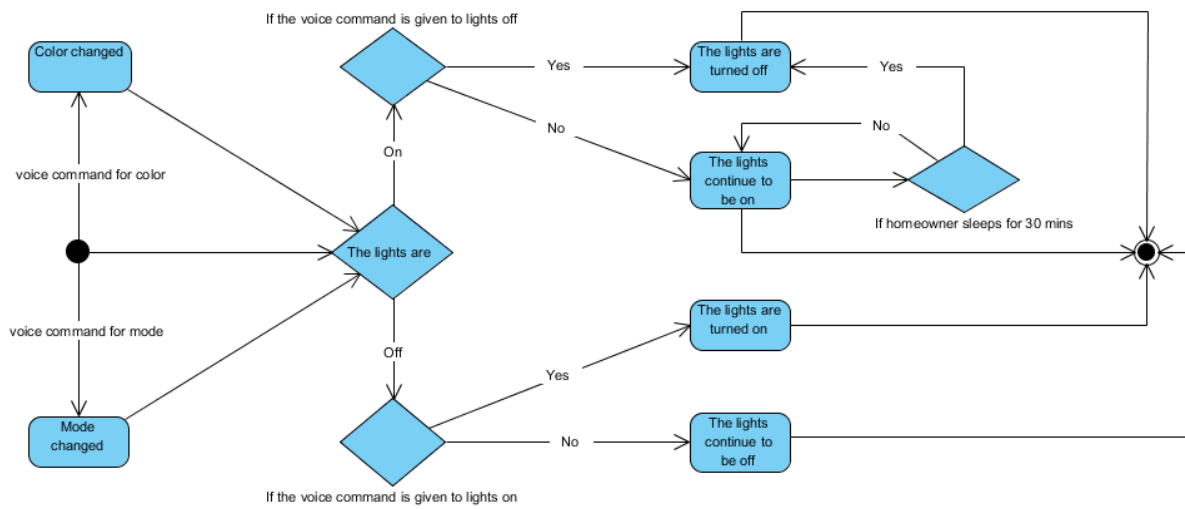 If the voice command is given to lights off
Color changed
The lights are
turned off
Yes
Yes
No
No
On
The lights
continue to
be on
voice command for color
If homeowner sleeps for 30 mins
The lights are
voice command for mode
The lights are
turned on
Off
Yes
Mode
changed
No
The lights
continue to
be off
If the voice command is given to lights on